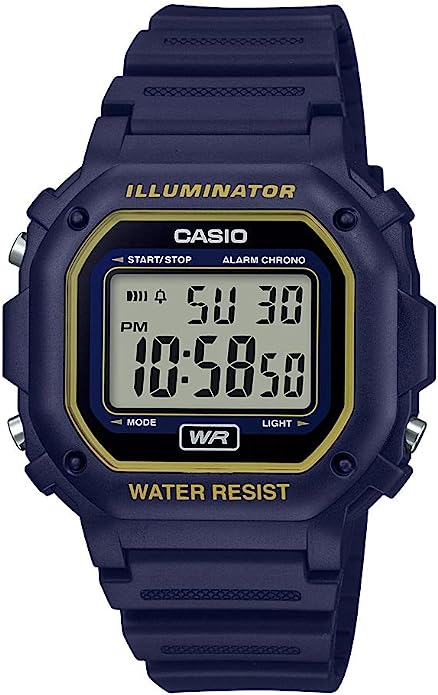 ILLUMINATOR
CASIO
START/STOP ALARM CHRONO
SU 30
PM
10:58 50
MODE LIGHT
WR
WATER RESIST